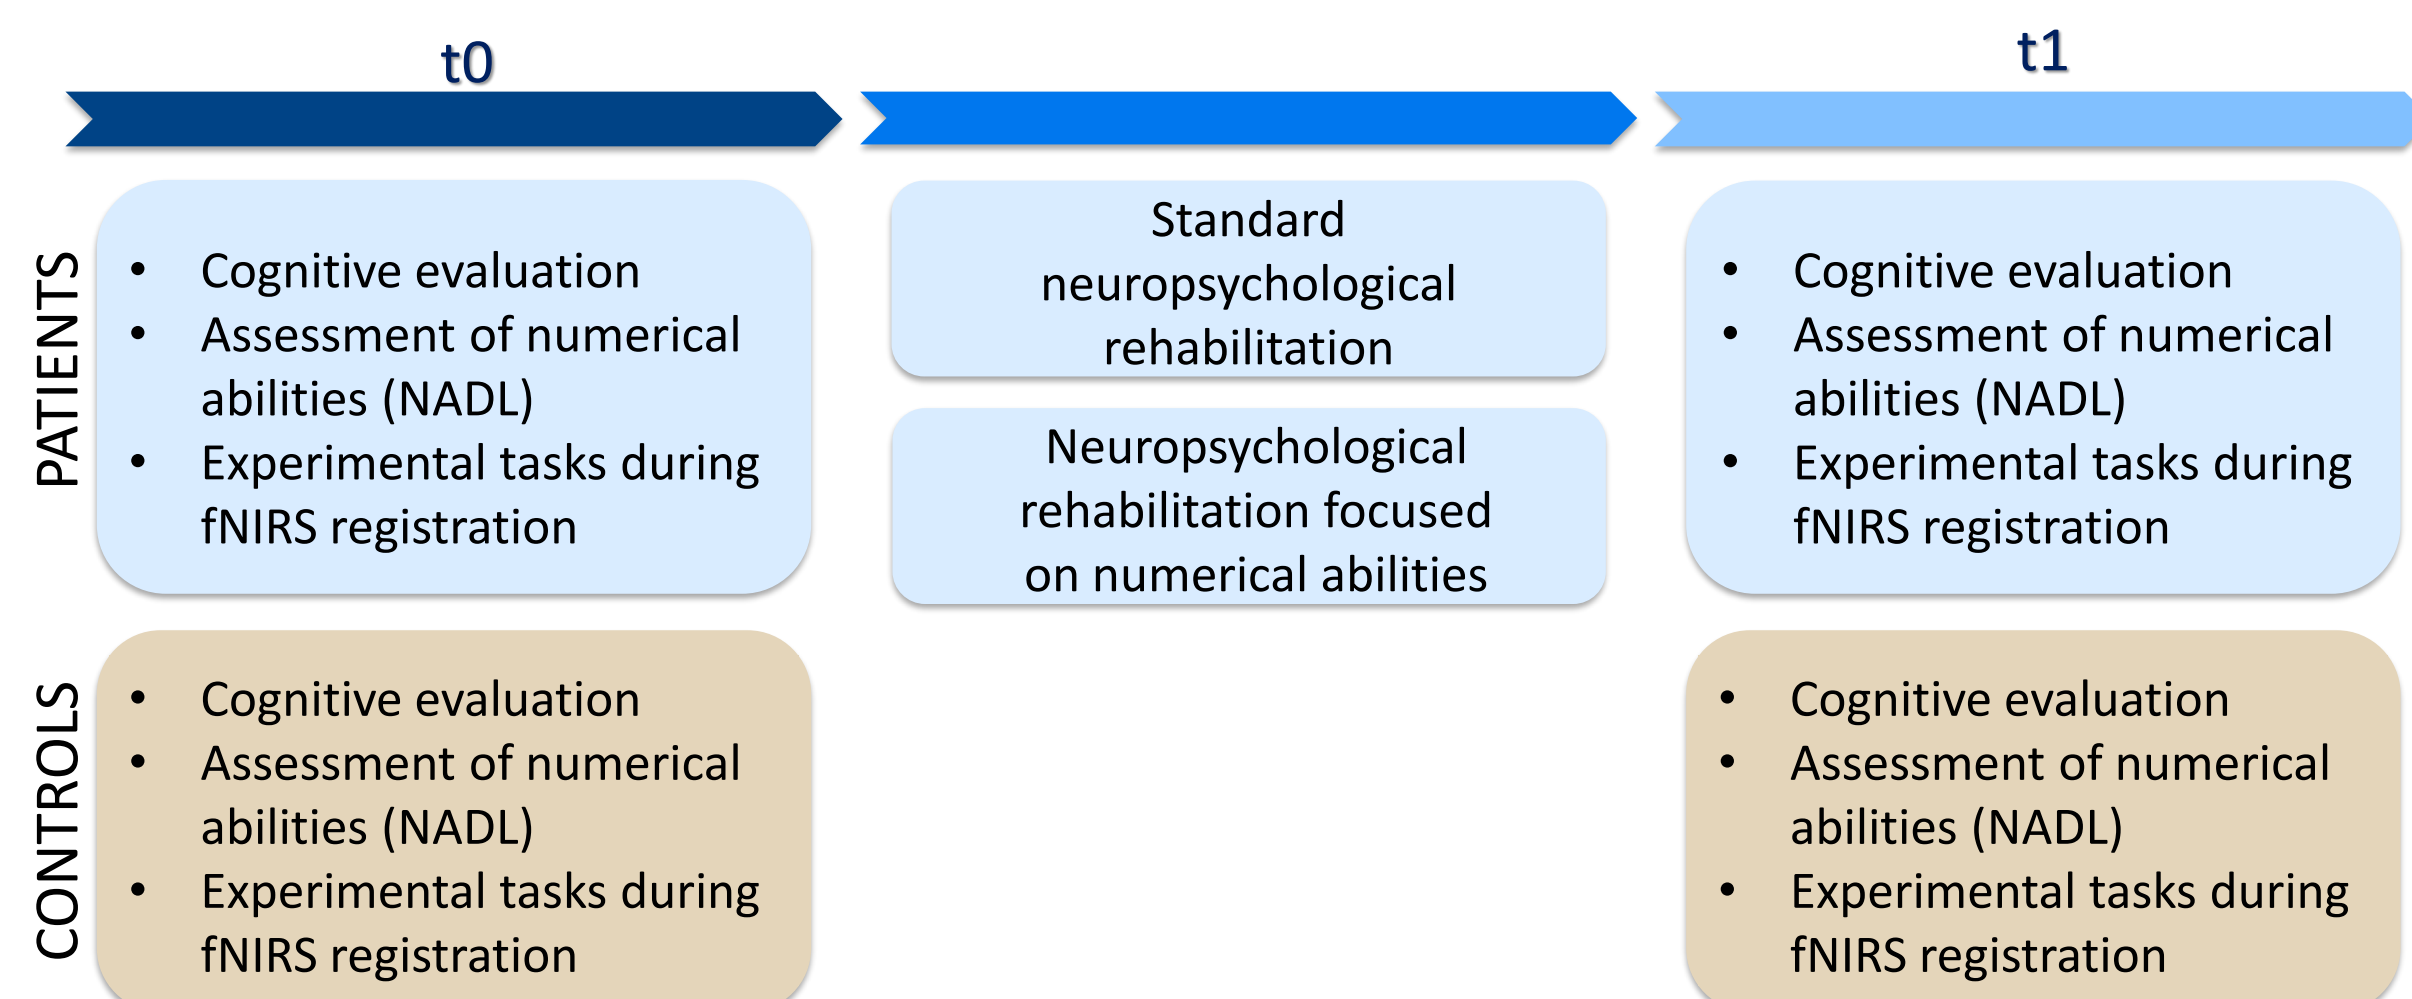 t0
t1
PATIENTS
• Cognitive evaluation
• Assessment of numerical
abilities (NADL)
• Experimental tasks during
fNIRS registration
Standard
neuropsychological
rehabilitation
Neuropsychological
rehabilitation focused
on numerical abilities
• Cognitive evaluation
• Assessment of numerical
abilities (NADL)
• Experimental tasks during
fNIRS registration
CONTROLS
• Cognitive evaluation
• Assessment of numerical
abilities (NADL)
• Experimental tasks during
fNIRS registration
• Cognitive evaluation
• Assessment of numerical
abilities (NADL)
• Experimental tasks during
fNIRS registration